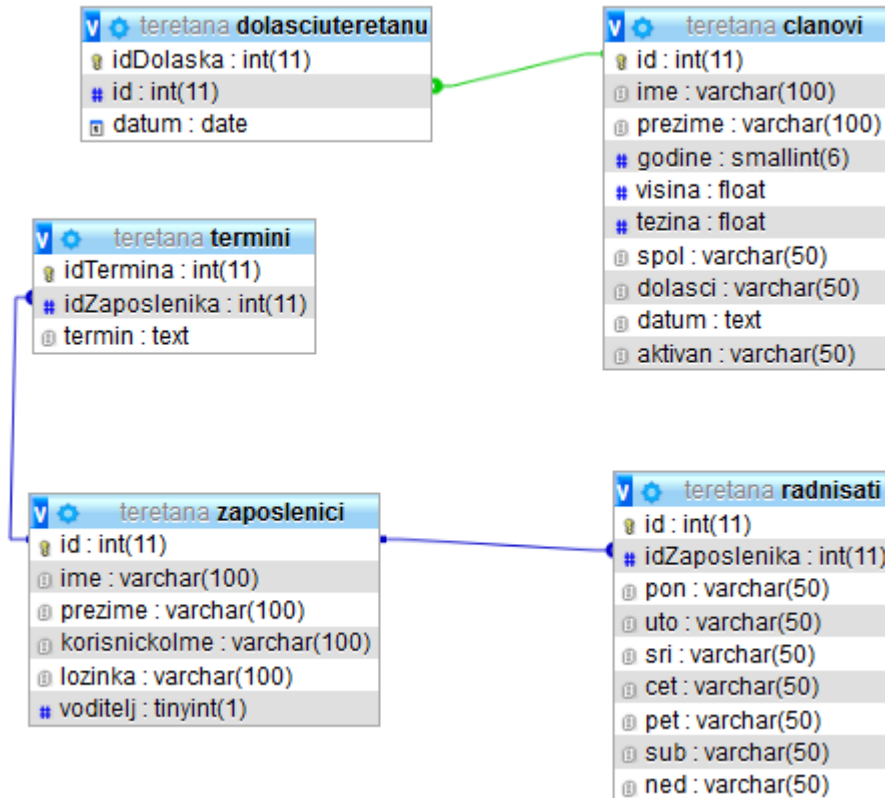 teretana dolasciuteretanu
idDolaska : int(11)
id : int(11)
datum : date
teretana clanovi
id : int(11)
ime : varchar(100)
prezime : varchar(100)
godine : smallint(6)
visina : float
tezina : float
spol : varchar(50)
dolasci : varchar(50)
datum : text
aktivan : varchar(50)
teretana termini
idTermina : int(11)
idZaposlenika : int(11)
termin : text
teretana zaposlenici
id : int(11)
ime : varchar(100)
prezime : varchar(100)
korisnickoIme : varchar(100)
lozinka : varchar(100)
voditelj : tinyint(1)
teretana radnisati
id : int(11)
idZaposlenika : int(11)
pon : varchar(50)
uto : varchar(50)
sri : varchar(50)
cet : varchar(50)
pet : varchar(50)
sub : varchar(50)
ned : varchar(50)